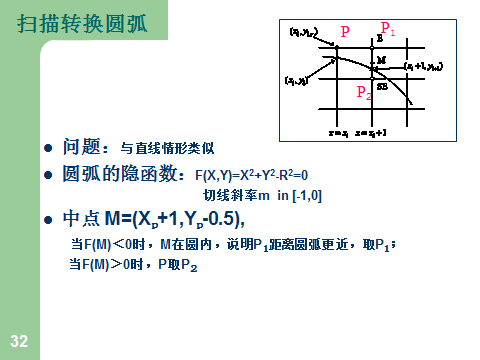 扫描转换圆弧
(xᵢ,yᵢ,ᵣ) P P₁
E
M
(xᵢ,yᵢ) (xᵢ+1,yᵢ₊₁)
P₂ SE
x=xᵢ x=xᵢ+1
问题：与直线情形类似
圆弧的隐函数：F(X,Y)=X²+Y²-R²=0
切线斜率m in [-1,0]
中点 M=(Xₚ+1,Yₚ-0.5),
当F(M)＜0时，M在圆内，说明P₁距离圆弧更近，取P₁；
当F(M)＞0时，P取P₂
32